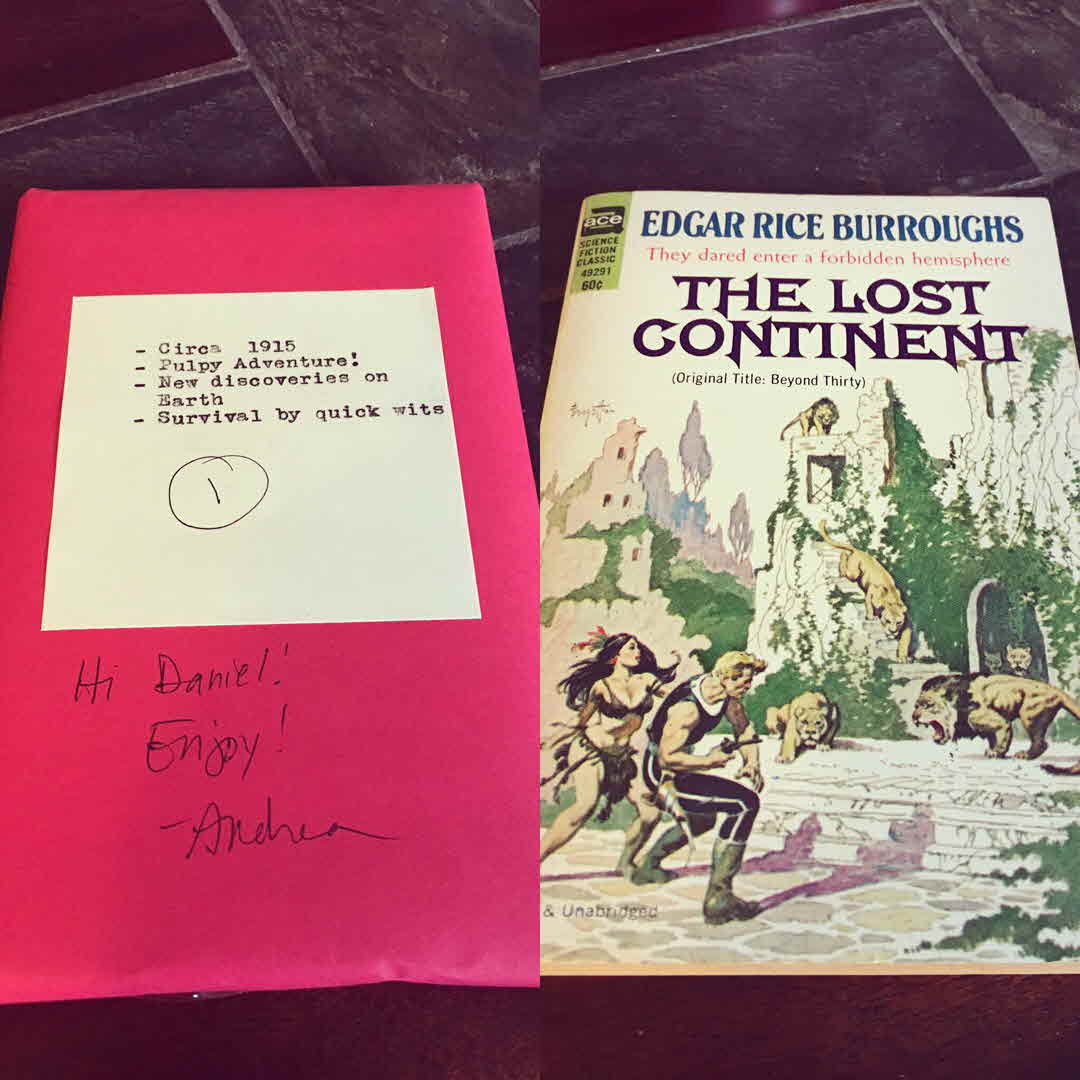 - Circa 1915
- Pulpy Adventure!
- New discoveries on
Earth
- Survival by quick wits
1
Hi Daniel!
Enjoy!
-Andrea
ace
SCIENCE
FICTION
CLASSIC
49291
60¢
EDGAR RICE BURROUGHS
They dared enter a forbidden hemisphere
THE LOST
CONTINENT
(Original Title: Beyond Thirty)
& Unabridged